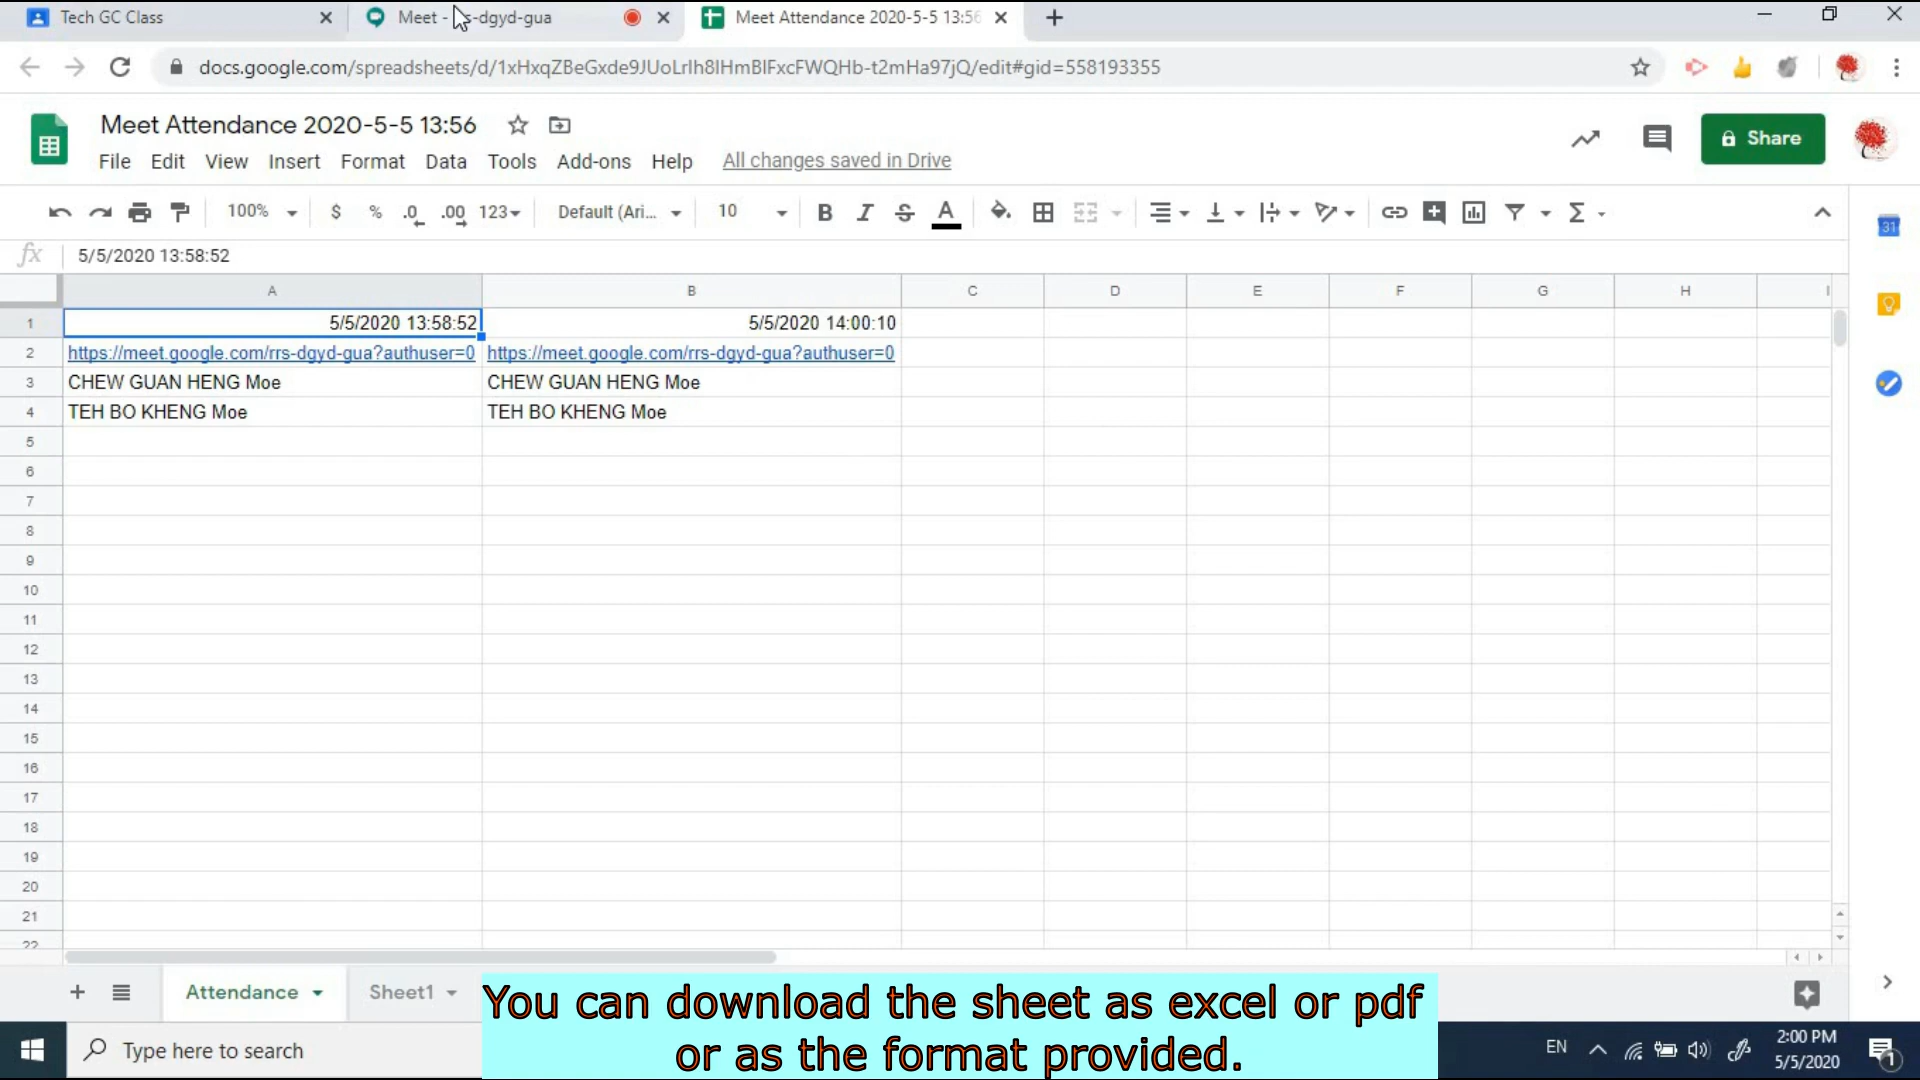 Tech GC Class
Meet - rs-dgyd-gua
Meet Attendance 2020-5-5 13:56
docs.google.com/spreadsheets/d/1xHxqZBeGxde9JUoLrIh8lHmBlFxcFWQHb-t2mHa97jQ/edit#gid=558193355
Meet Attendance 2020-5-5 13:56
Share
File Edit View Insert Format Data Tools Add-ons Help All changes saved in Drive
100% $ % .0 .00 123 Default (Ari... 10 B I S A Σ
31
fx 5/5/2020 13:58:52
A B C D E F G H I
1 5/5/2020 13:58:52 5/5/2020 14:00:10
2 https://meet.google.com/rrs-dgyd-gua?authuser=0 https://meet.google.com/rrs-dgyd-gua?authuser=0
3 CHEW GUAN HENG Moe CHEW GUAN HENG Moe
4 TEH BO KHENG Moe TEH BO KHENG Moe
5
6
7
8
9
10
11
12
13
14
15
16
17
18
19
20
21
22
Attendance Sheet1
You can download the sheet as excel or pdf
or as the format provided.
Type here to search
EN
2:00 PM
5/5/2020
1